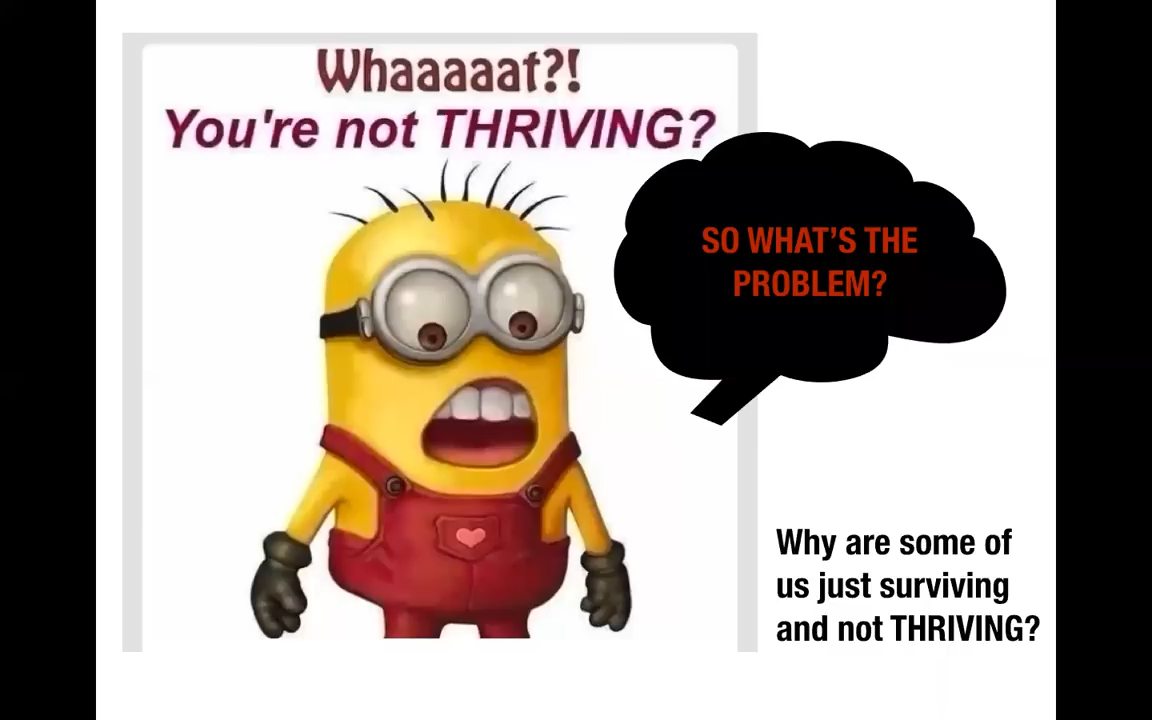 Whaaaaat?!
You're not THRIVING?
SO WHAT’S THE
PROBLEM?
Why are some of
us just surviving
and not THRIVING?